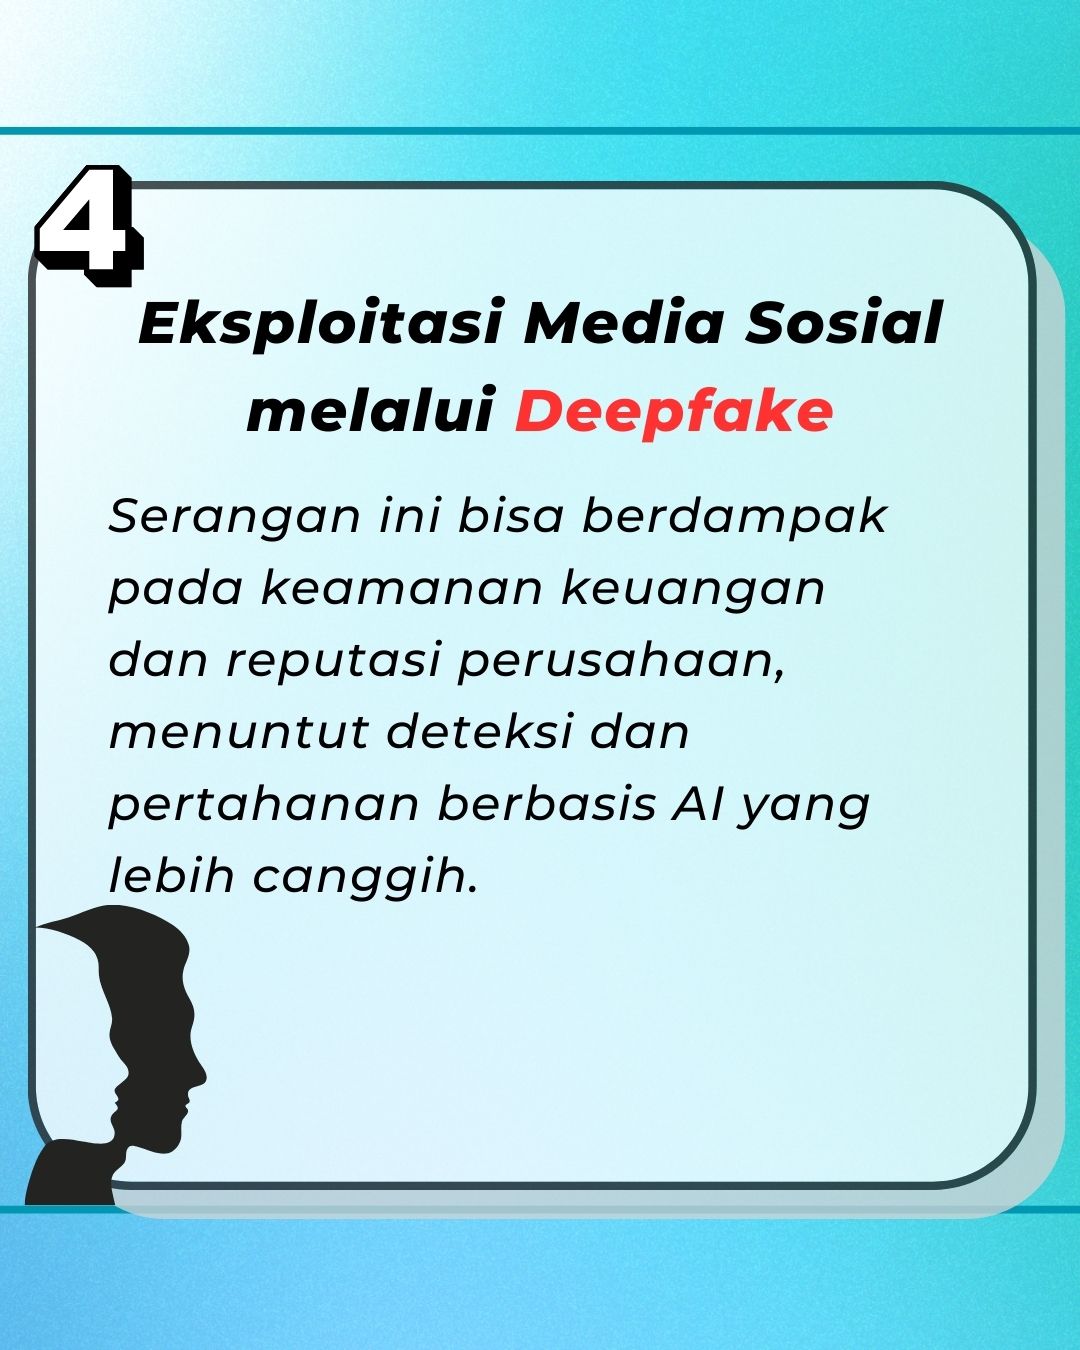 4
Eksploitasi Media Sosial
melalui Deepfake
Serangan ini bisa berdampak
pada keamanan keuangan
dan reputasi perusahaan,
menuntut deteksi dan
pertahanan berbasis AI yang
lebih canggih.